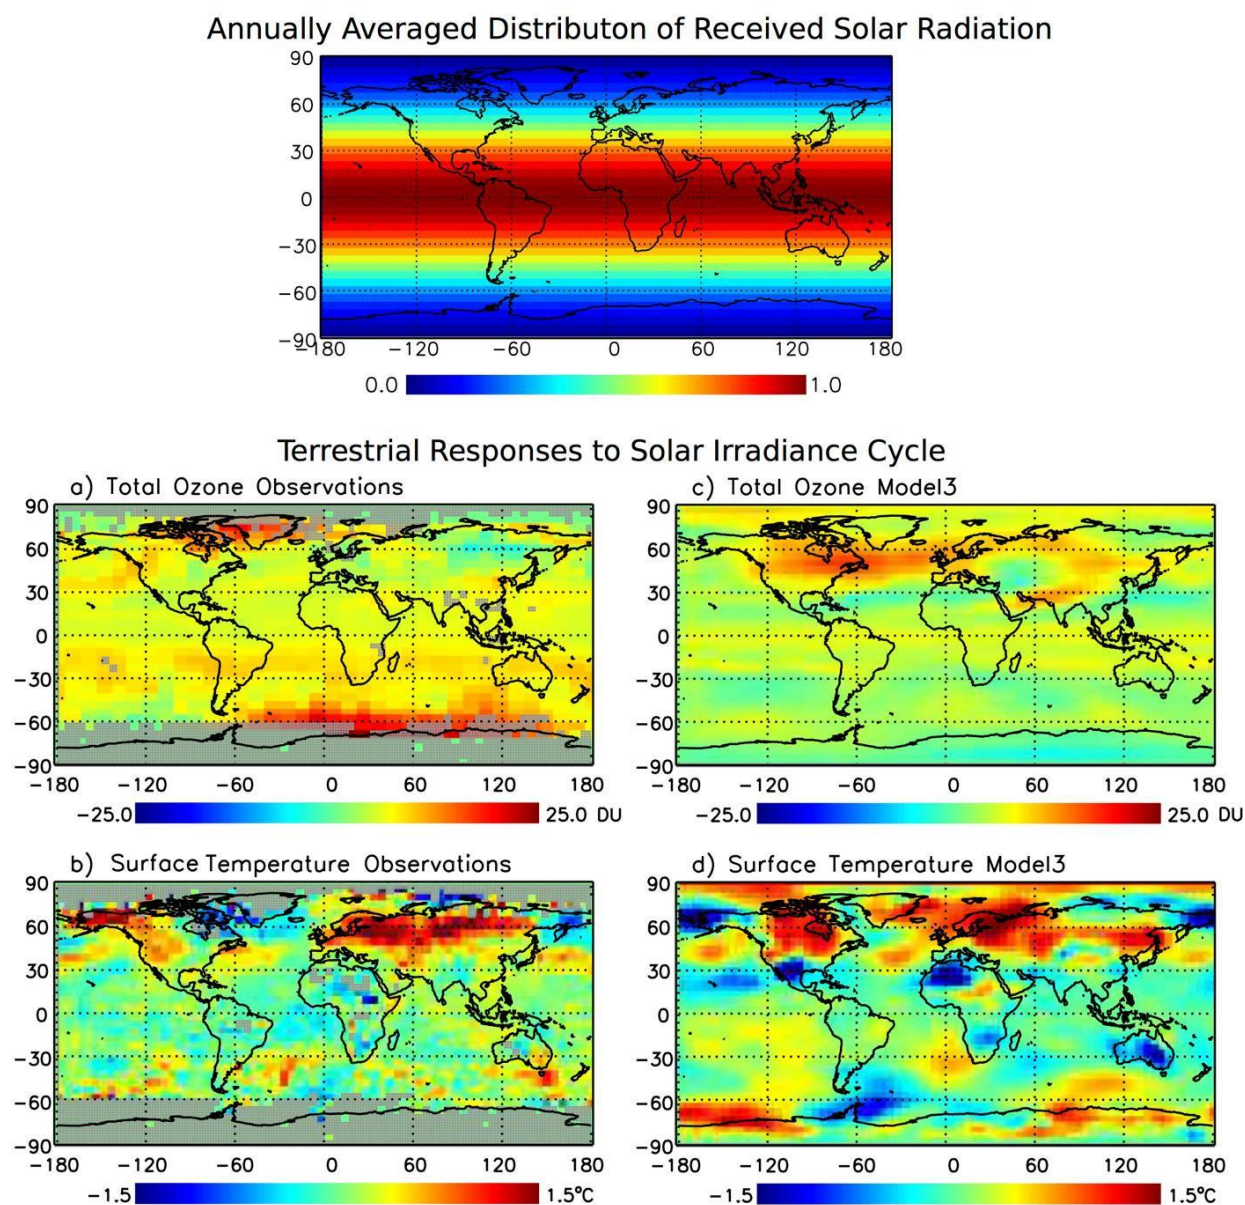 Annually Averaged Distributon of Received Solar Radiation
90
60
30
0
−30
−60
−90
−180 −120 −60 0 60 120 180
0.0 1.0
Terrestrial Responses to Solar Irradiance Cycle
a) Total Ozone Observations
90
60
30
0
−30
−60
−90
−180 −120 −60 0 60 120 180
−25.0 25.0 DU
c) Total Ozone Model3
90
60
30
0
−30
−60
−90
−180 −120 −60 0 60 120 180
−25.0 25.0 DU
b) Surface Temperature Observations
90
60
30
0
−30
−60
−90
−180 −120 −60 0 60 120 180
−1.5 1.5°C
d) Surface Temperature Model3
90
60
30
0
−30
−60
−90
−180 −120 −60 0 60 120 180
−1.5 1.5°C